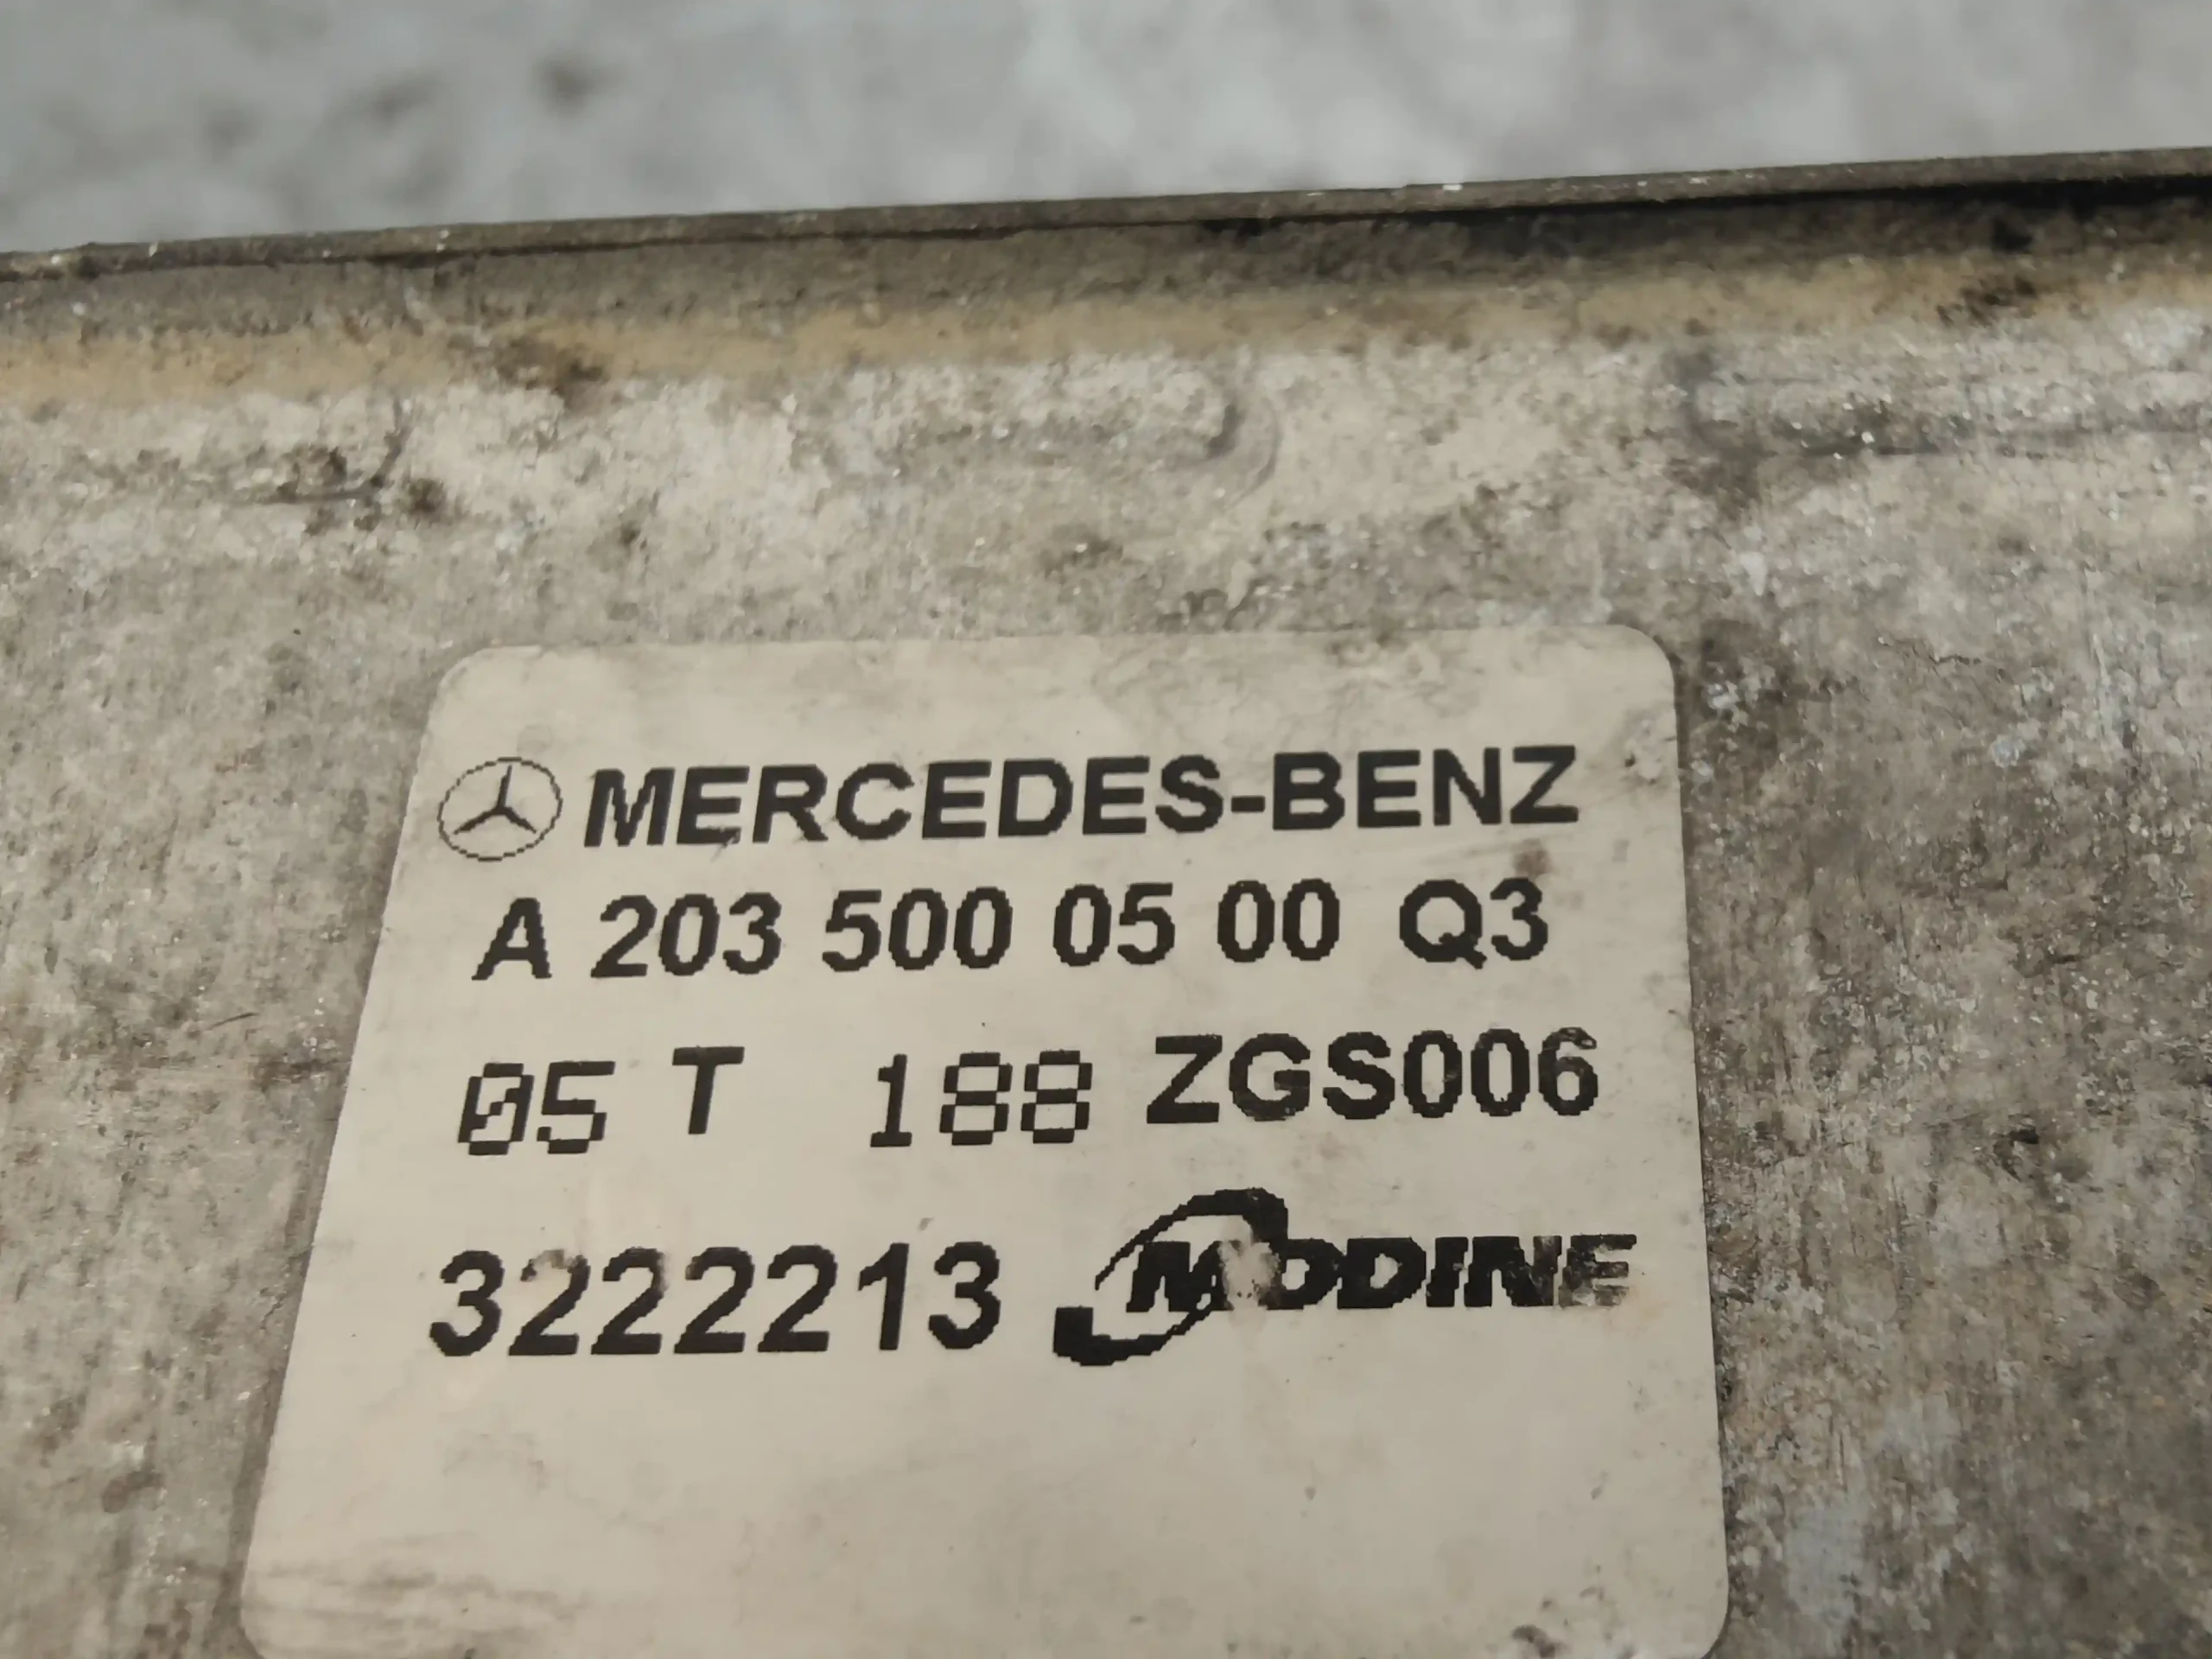 MERCEDES-BENZ
A 203 500 05 00 Q3
05 T 188 ZGS006
3222213 MODINE